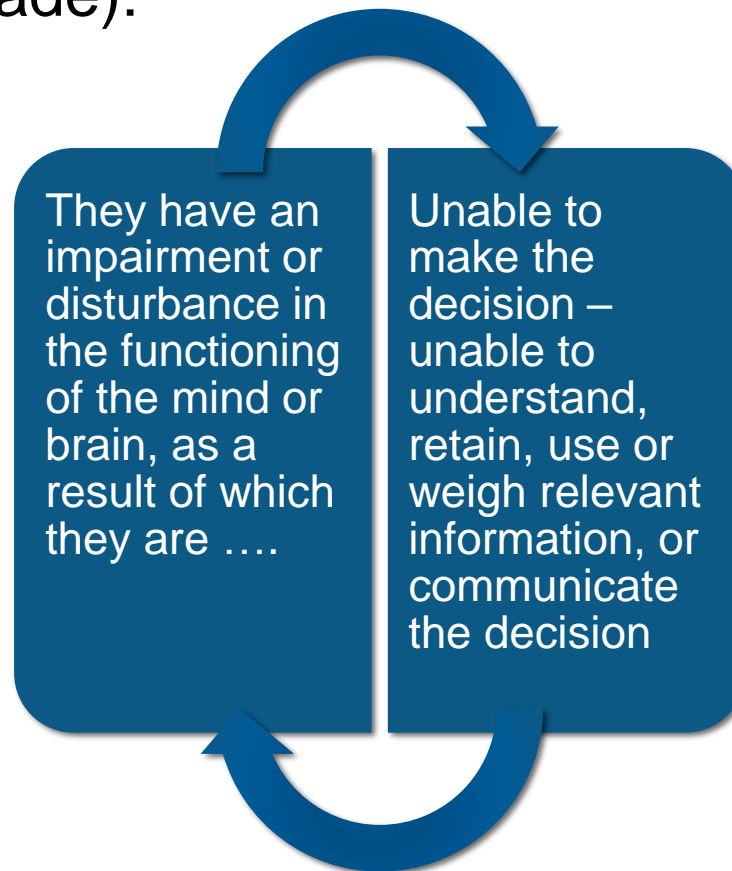 ade).
They have an
impairment or
disturbance in
the functioning
of the mind or
brain, as a
result of which
they are ….
Unable to
make the
decision –
unable to
understand,
retain, use or
weigh relevant
information, or
communicate
the decision